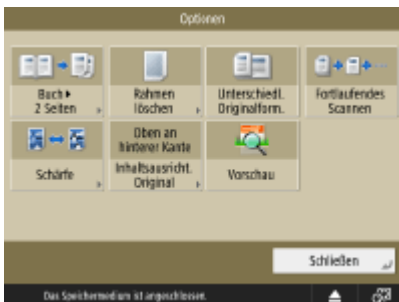 Optionen
Buch▸
2 Seiten
Rahmen
löschen
Unterschiedl.
Originalform.
Fortlaufendes
Scannen
Schärfe
Oben an
hinterer Kante
Inhaltsausricht.
Original
Vorschau
Schließen
Das Speichermedium ist angeschlossen.